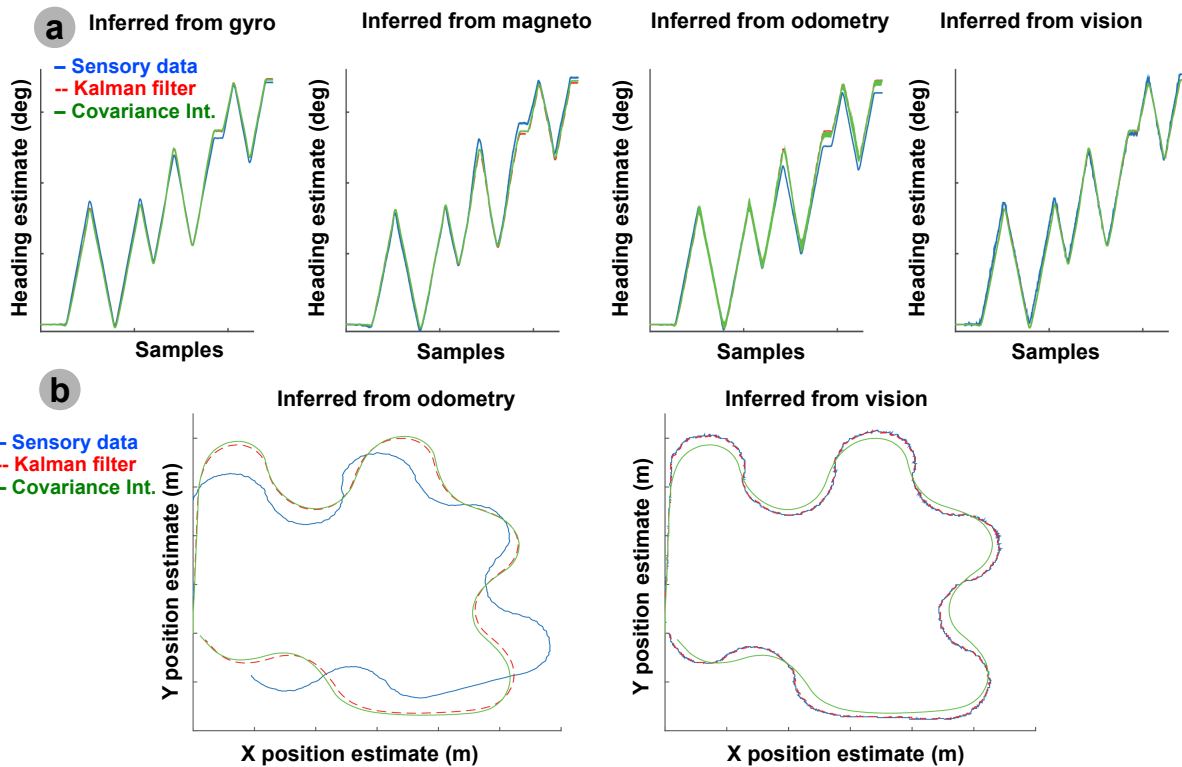 a
Inferred from gyro
Inferred from magneto
Inferred from odometry
Inferred from vision
– Sensory data
-- Kalman filter
– Covariance Int.
Heading estimate (deg)
Heading estimate (deg)
Heading estimate (deg)
Heading estimate (deg)
Samples
Samples
Samples
Samples
b
Inferred from odometry
Inferred from vision
– Sensory data
-- Kalman filter
– Covariance Int.
Y position estimate (m)
Y position estimate (m)
X position estimate (m)
X position estimate (m)